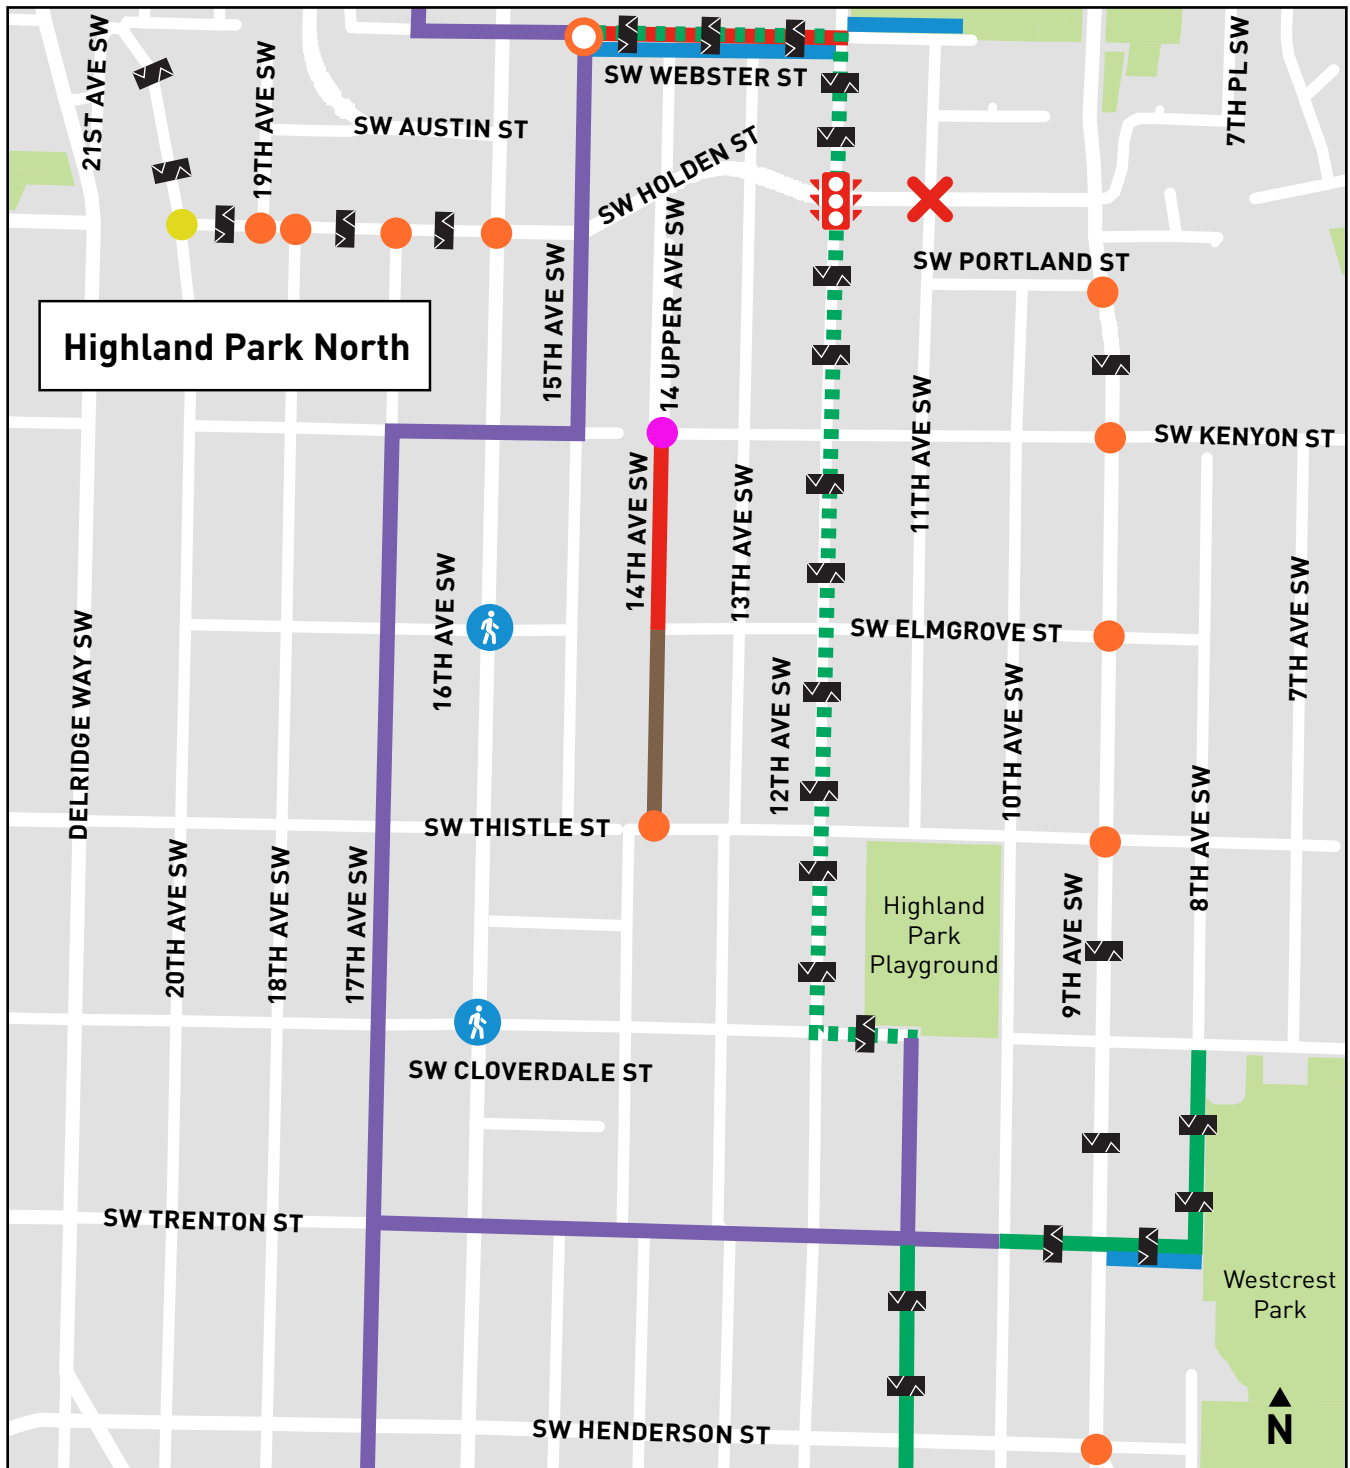 21ST AVE SW
19TH AVE SW
SW AUSTIN ST
SW WEBSTER ST
7TH PL SW
SW HOLDEN ST
14 UPPER AVE SW
15TH AVE SW
SW PORTLAND ST
Highland Park North
11TH AVE SW
SW KENYON ST
14TH AVE SW
13TH AVE SW
16TH AVE SW
SW ELMGROVE ST
7TH AVE SW
DELRIDGE WAY SW
12TH AVE SW
10TH AVE SW
8TH AVE SW
SW THISTLE ST
20TH AVE SW
18TH AVE SW
17TH AVE SW
9TH AVE SW
Highland
Park
Playground
SW CLOVERDALE ST
SW TRENTON ST
Westcrest
Park
SW HENDERSON ST
N